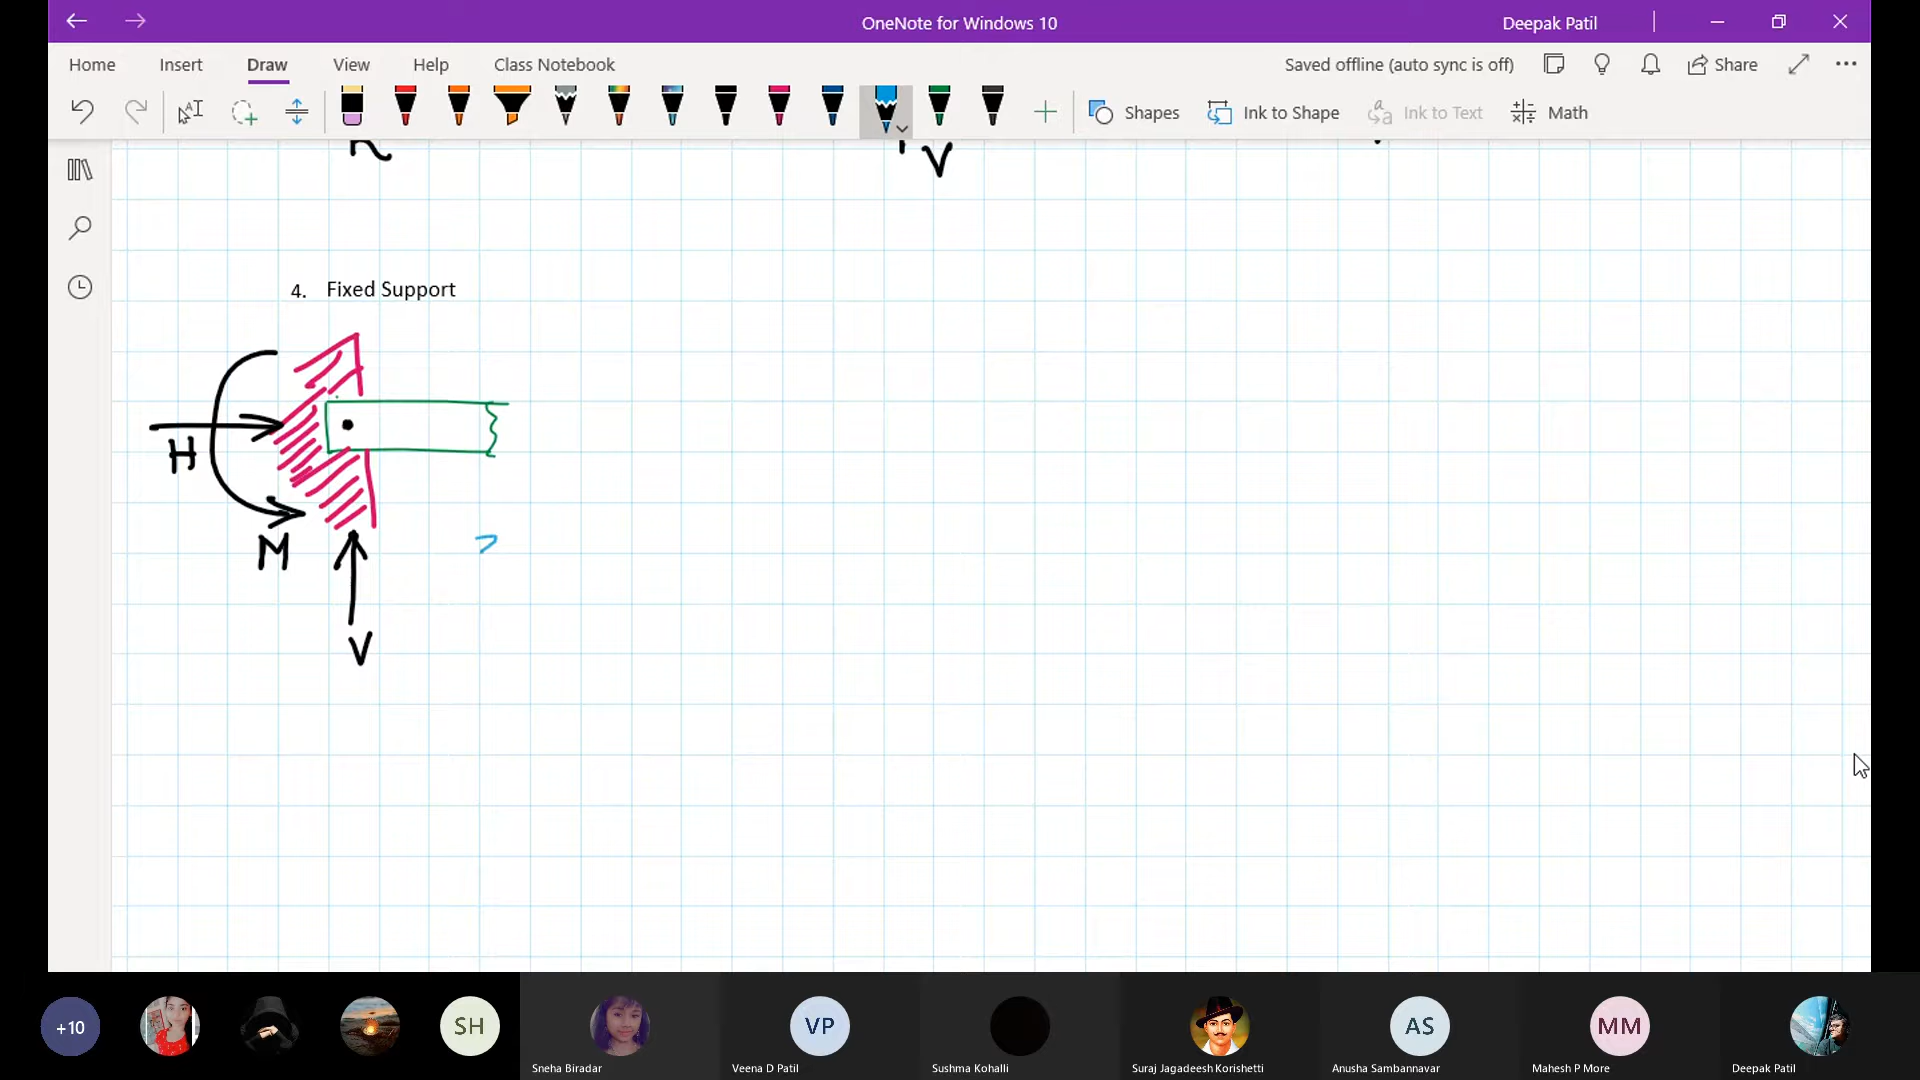 OneNote for Windows 10
Deepak Patil
Home Insert Draw View Help Class Notebook
Saved offline (auto sync is off) Share
Shapes Ink to Shape Ink to Text Math
V
4. Fixed Support
H
M
V
+10 SH VP AS MM
Sneha Biradar Veena D Patil Sushma Kohalli Suraj Jagadeesh Korishetti Anusha Sambannavar Mahesh P More Deepak Patil